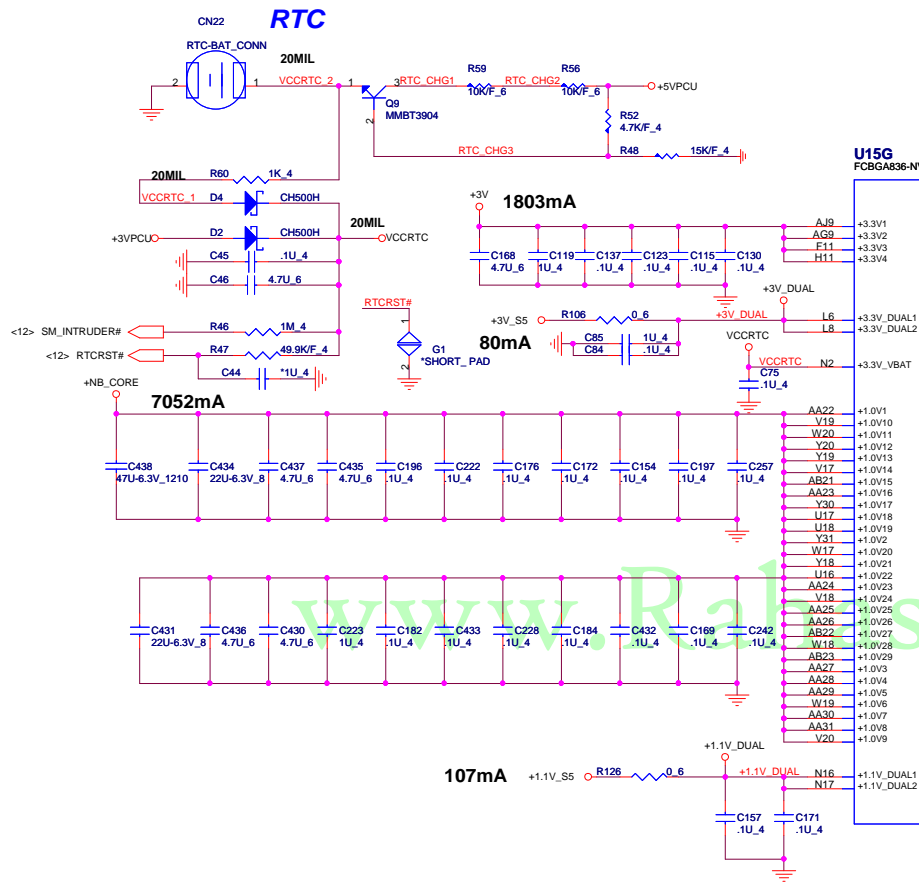 RTC
CN22
RTC-BAT_CONN
20MIL
2
1
VCCRTC_2
1
3
2
Q9
MMBT3904
RTC_CHG1
R59
10K/F_6
RTC_CHG2
R56
10K/F_6
+5VPCU
R52
4.7K/F_4
RTC_CHG3
R48
15K/F_4
R60
1K_4
20MIL
VCCRTC_1
D4
CH500H
20MIL
+3VPCU
D2
CH500H
VCCRTC
C45
.1U_4
C46
4.7U_6
<12> SM_INTRUDER#
R46
1M_4
<12> RTCRST#
R47
49.9K/F_4
C44
*1U_4
RTCRST#
1
G1
*SHORT_PAD
2
+3V
1803mA
C168
4.7U_6
C119
1U_4
C137
.1U_4
C123
.1U_4
C115
.1U_4
C130
.1U_4
+3V_S5
R106
0_6
+3V_DUAL
+3V_DUAL
80mA
C85
1U_4
C84
.1U_4
VCCRTC
VCCRTC
C75
.1U_4
U15G
FCBGA836-NV
AJ9 +3.3V1
AG9 +3.3V2
F11 +3.3V3
H11 +3.3V4
L6 +3.3V_DUAL1
L8 +3.3V_DUAL2
N2 +3.3V_VBAT
+NB_CORE
7052mA
C438
47U-6.3V_1210
C434
22U-6.3V_8
C437
4.7U_6
C435
4.7U_6
C196
.1U_4
C222
.1U_4
C176
.1U_4
C172
.1U_4
C154
.1U_4
C197
.1U_4
C257
.1U_4
AA22 +1.0V1
V19 +1.0V10
W20 +1.0V11
Y20 +1.0V12
Y19 +1.0V13
V17 +1.0V14
AB21 +1.0V15
AA23 +1.0V16
Y30 +1.0V17
U17 +1.0V18
U18 +1.0V19
Y31 +1.0V2
W17 +1.0V20
Y18 +1.0V21
U16 +1.0V22
AA24 +1.0V23
V18 +1.0V24
AA25 +1.0V25
AA26 +1.0V26
AB22 +1.0V27
W18 +1.0V28
AB23 +1.0V29
AA27 +1.0V3
AA28 +1.0V4
AA29 +1.0V5
W19 +1.0V6
AA30 +1.0V7
AA31 +1.0V8
V20 +1.0V9
C431
22U-6.3V_8
C436
4.7U_6
C430
4.7U_6
C223
1U_4
C182
.1U_4
C433
.1U_4
C228
.1U_4
C184
.1U_4
C432
.1U_4
C169
.1U_4
C242
.1U_4
www.Rahas
+1.1V_DUAL
107mA
+1.1V_S5
R126
0_6
+1.1V_DUAL
N16 +1.1V_DUAL1
N17 +1.1V_DUAL2
C157
.1U_4
C171
.1U_4